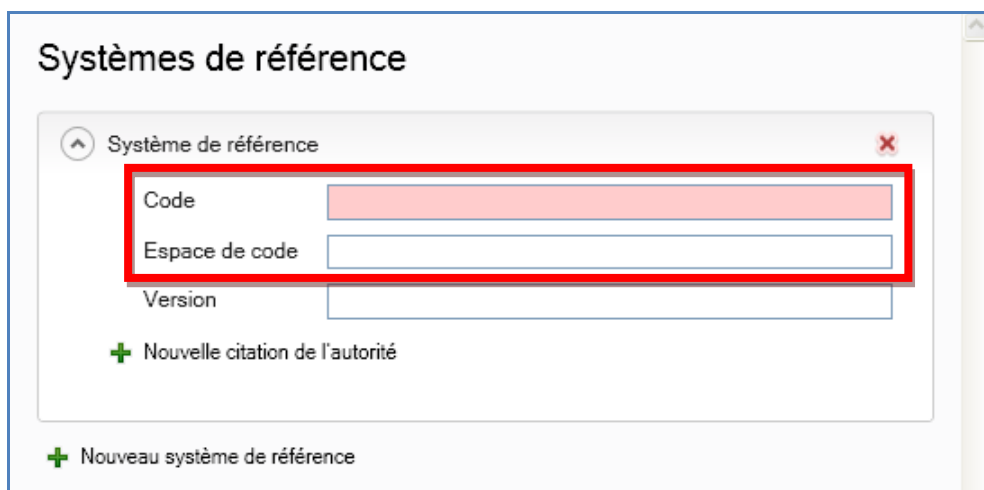 Systèmes de référence
Système de référence
Code
Espace de code
Version
Nouvelle citation de l'autorité
Nouveau système de référence